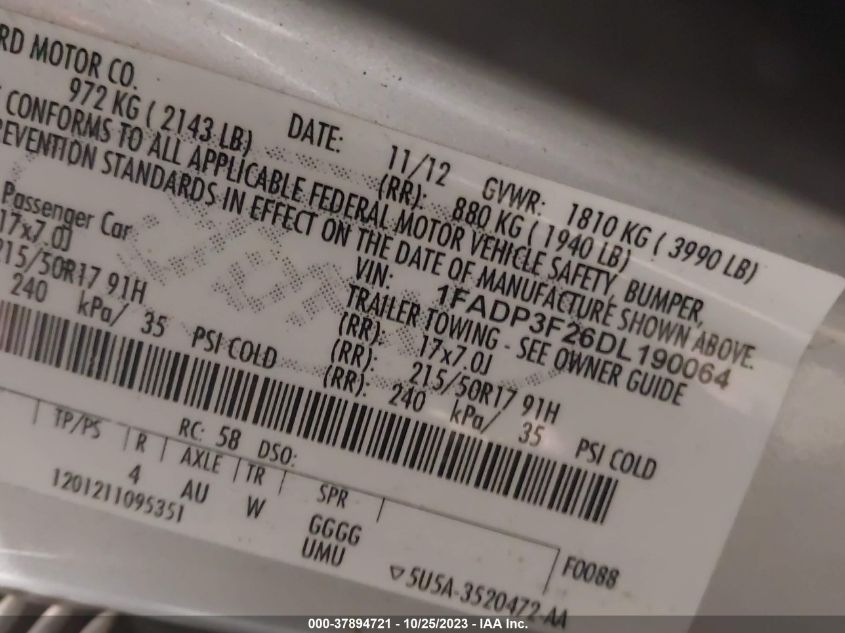 RD MOTOR CO.
DATE: 11/12 GVWR: 1810 KG ( 3990 LB)
972 KG ( 2143 LB) (RR): 880 KG ( 1940 LB)
CONFORMS TO ALL APPLICABLE FEDERAL MOTOR VEHICLE SAFETY, BUMPER,
EVENTION STANDARDS IN EFFECT ON THE DATE OF MANUFACTURE SHOWN ABOVE.
VIN: 1FADP3F26DL190064
Passenger Car TRAILER TOWING - SEE OWNER GUIDE
17x7.0J (RR): 17x7.0J
215/50R17 91H (RR): 215/50R17 91H
240 kPa/ 35 PSI COLD (RR): 240 kPa/ 35 PSI COLD
RC: 58 DSO: F0088
TP/PS R AXLE TR SPR
4 AU W GGGG
1201211095351 UMU
5U5A-3520472-AA
000-37894721 - 10/25/2023 - IAA Inc.